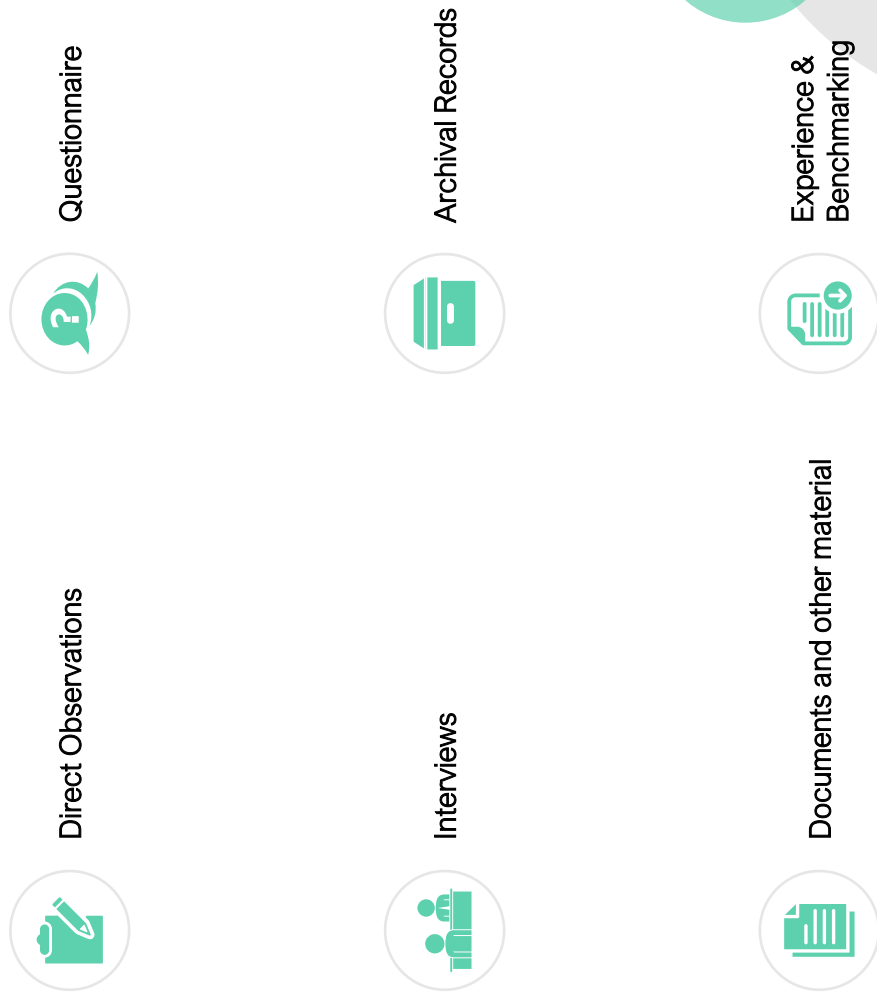 Direct Observations
Questionnaire
Interviews
Archival Records
Documents and other material
Experience &
Benchmarking